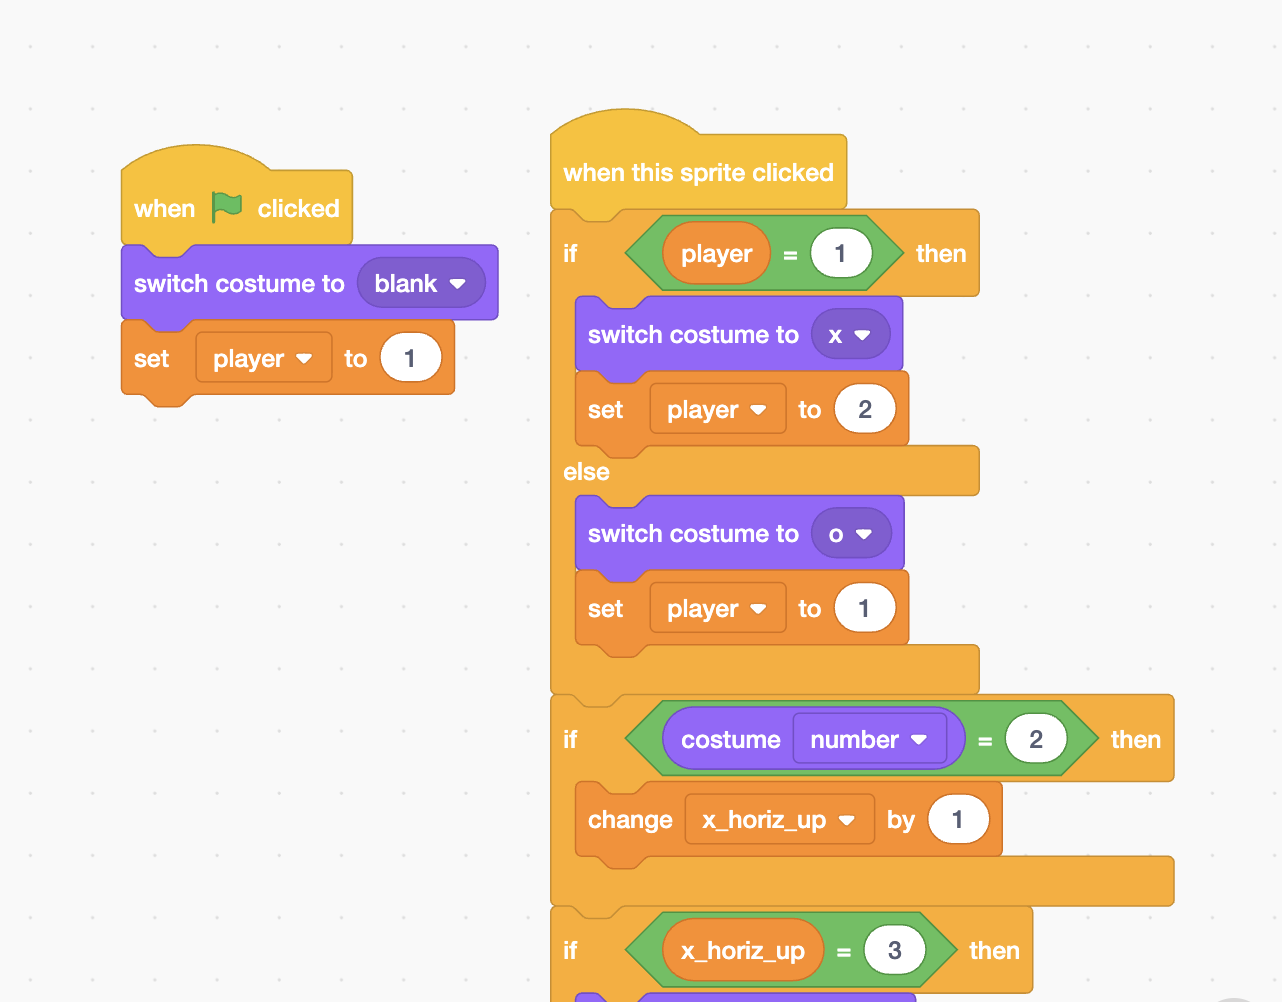 when clicked
switch costume to blank
set player to 1
when this sprite clicked
if player = 1 then
switch costume to x
set player to 2
else
switch costume to o
set player to 1
if costume number = 2 then
change x_horiz_up by 1
if x_horiz_up = 3 then